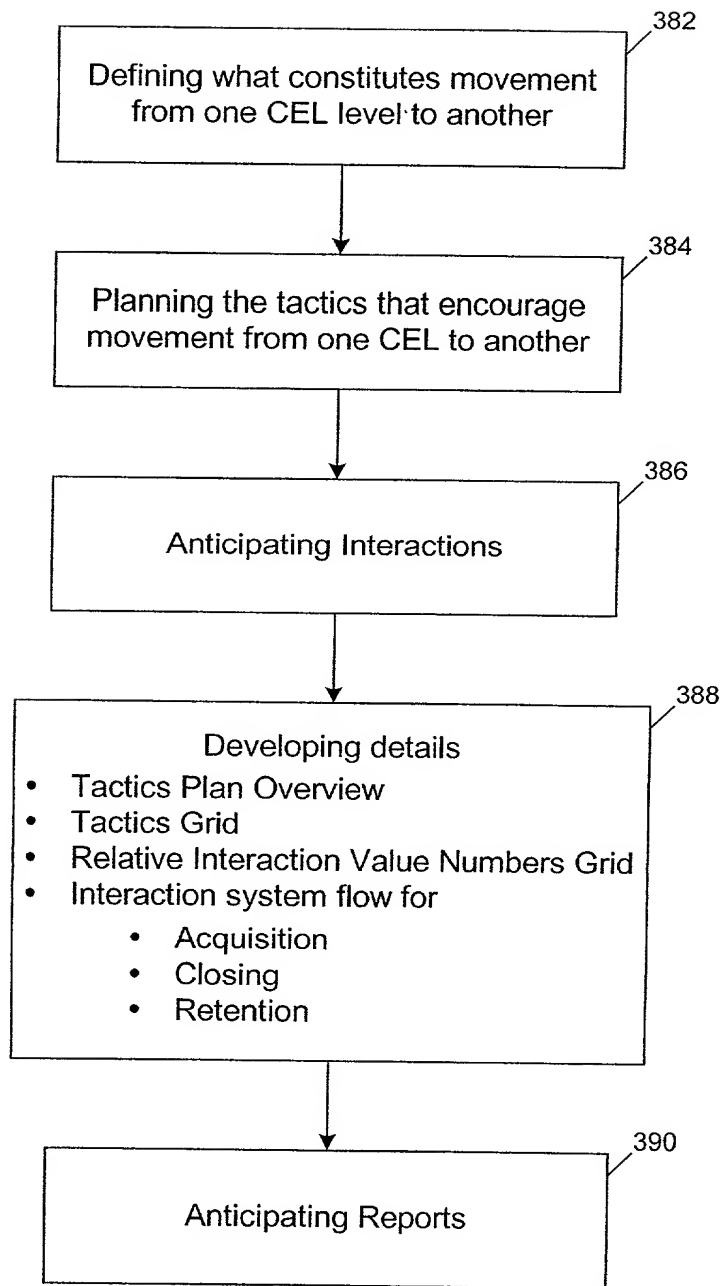 382
Defining what constitutes movement
from one CEL level to another
384
Planning the tactics that encourage
movement from one CEL to another
386
Anticipating Interactions
388
Developing details
• Tactics Plan Overview
• Tactics Grid
• Relative Interaction Value Numbers Grid
• Interaction system flow for
• Acquisition
• Closing
• Retention
390
Anticipating Reports